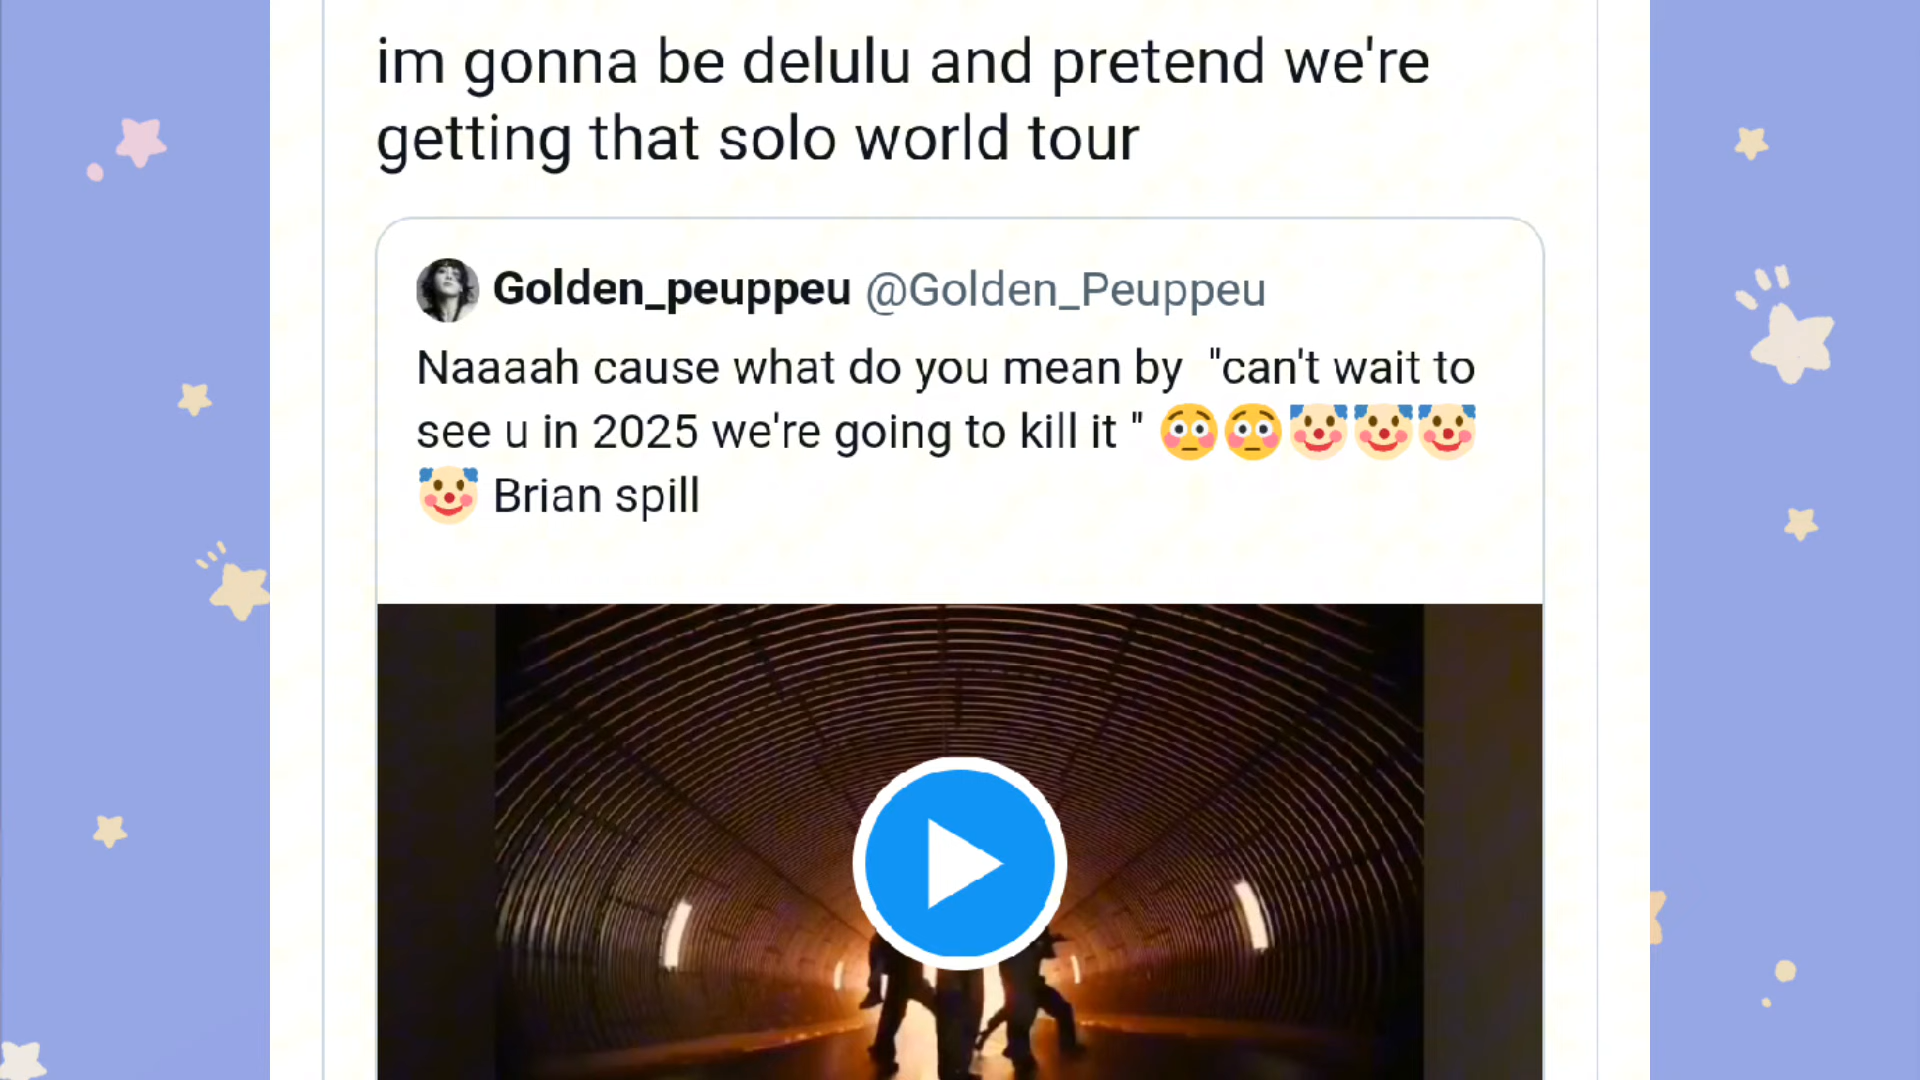 im gonna be delulu and pretend we're
getting that solo world tour
Golden_peuppeu @Golden_Peuppeu
Naaaah cause what do you mean by "can't wait to
see u in 2025 we're going to kill it " 😳😳🤡🤡🤡
🤡 Brian spill